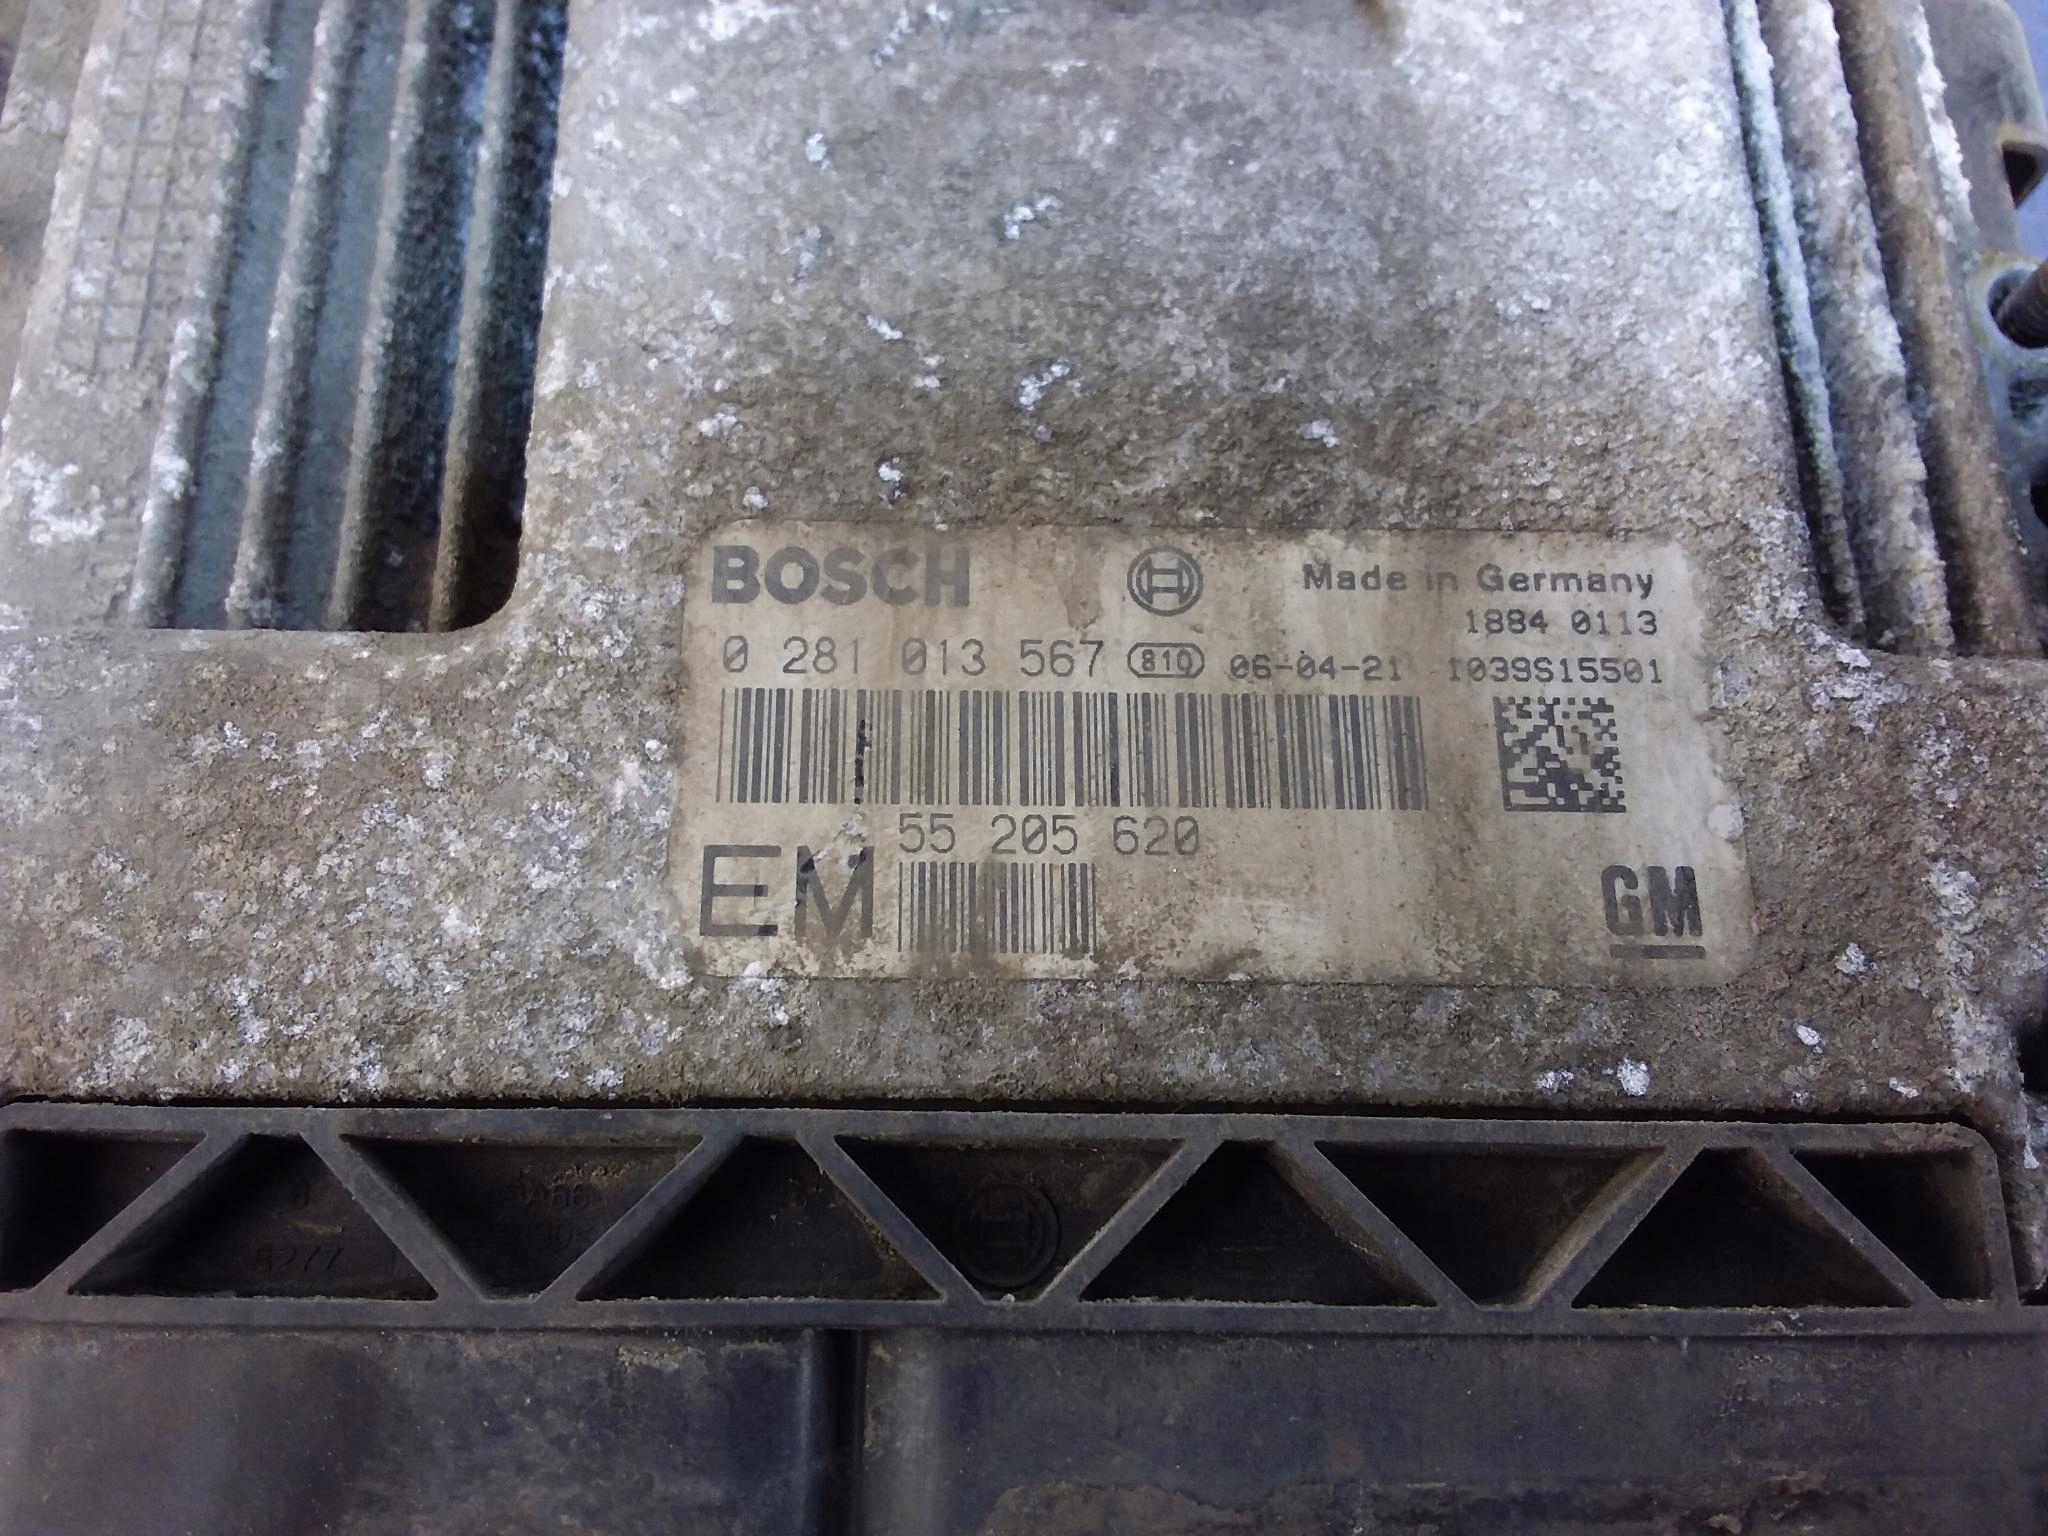 BOSCH Made in Germany
1884 0113
0 281 013 567 810 06-04-21 1039S15501
55 205 620
EM
GM
8277